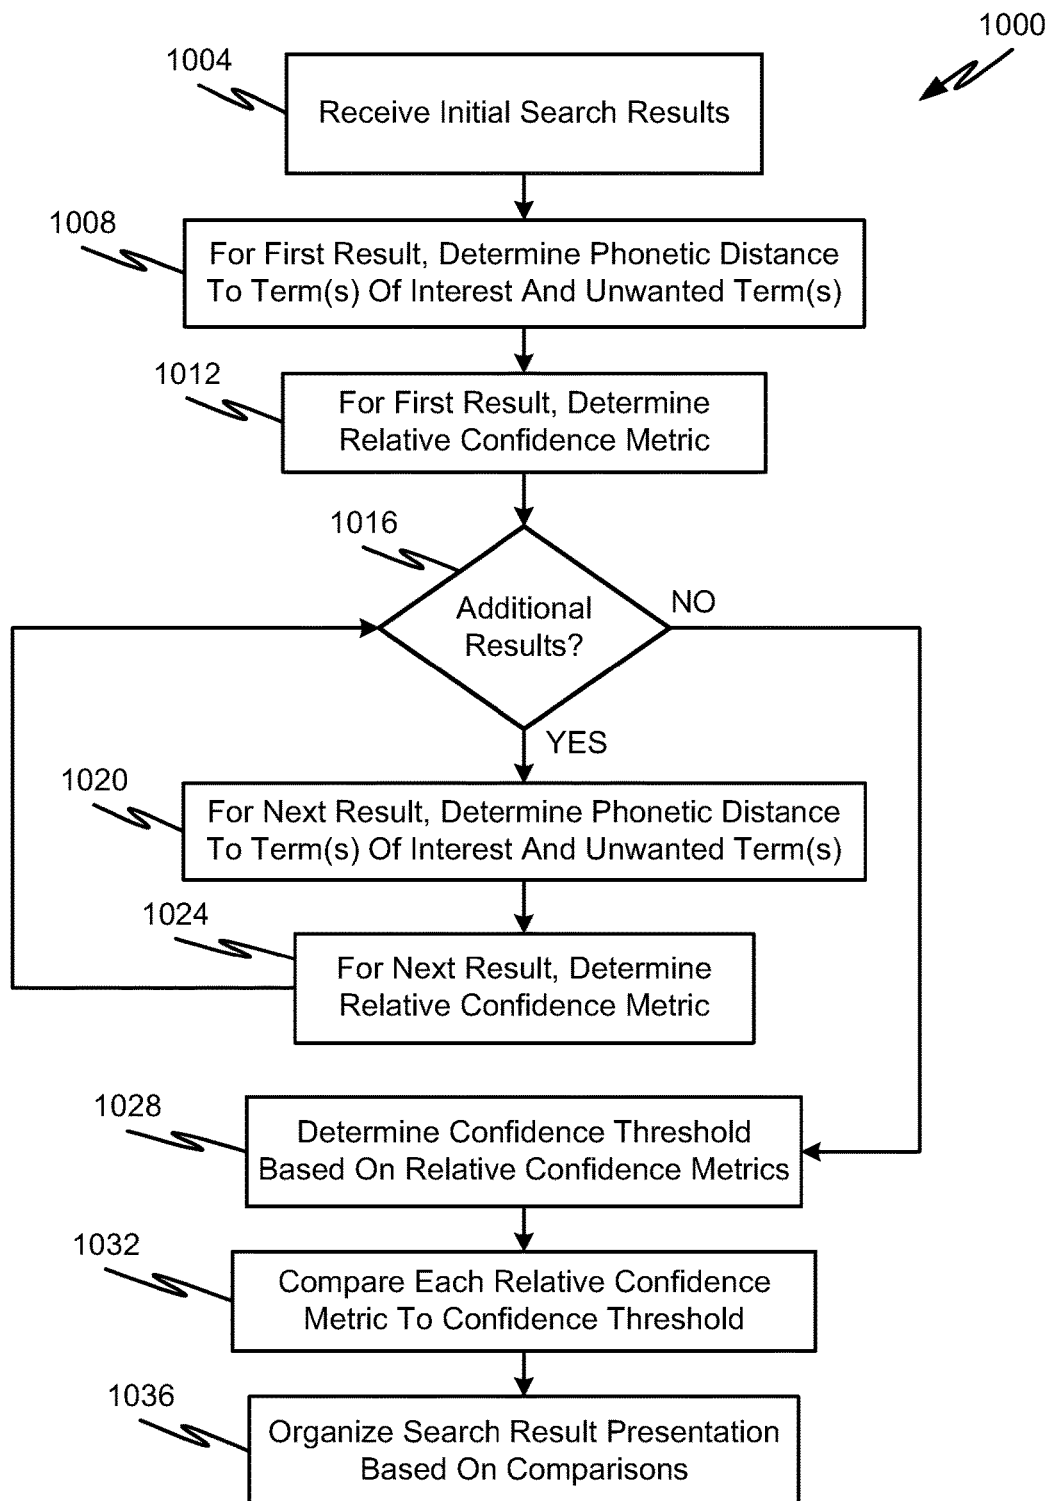 1000
1004
Receive Initial Search Results
1008
For First Result, Determine Phonetic Distance
To Term(s) Of Interest And Unwanted Term(s)
1012
For First Result, Determine
Relative Confidence Metric
1016
Additional
Results?
NO
YES
1020
For Next Result, Determine Phonetic Distance
To Term(s) Of Interest And Unwanted Term(s)
1024
For Next Result, Determine
Relative Confidence Metric
1028
Determine Confidence Threshold
Based On Relative Confidence Metrics
1032
Compare Each Relative Confidence
Metric To Confidence Threshold
1036
Organize Search Result Presentation
Based On Comparisons